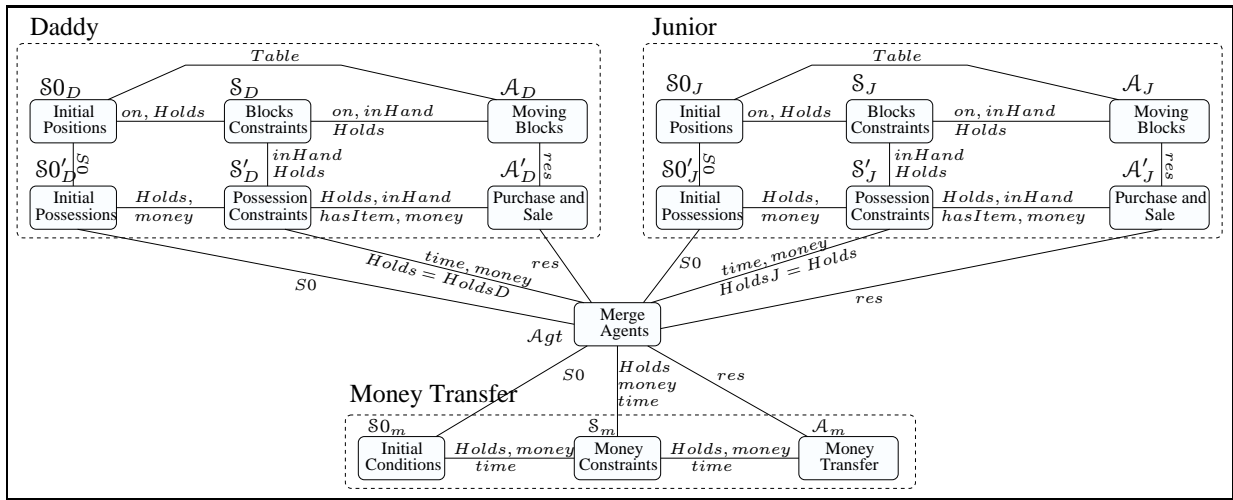 Daddy
Junior
Table
Table
𝒮0_D
𝒮_D
𝒜_D
𝒮0_J
𝒮_J
𝒜_J
Initial
Positions
on, Holds
Blocks
Constraints
on, inHand
Holds
Moving
Blocks
Initial
Positions
on, Holds
Blocks
Constraints
on, inHand
Holds
Moving
Blocks
S0
inHand
Holds
res
S0
inHand
Holds
res
𝒮0′_D
𝒮′_D
𝒜′_D
𝒮0′_J
𝒮′_J
𝒜′_J
Initial
Possessions
Holds,
money
Possession
Constraints
Holds, inHand
hasItem, money
Purchase and
Sale
Initial
Possessions
Holds,
money
Possession
Constraints
Holds, inHand
hasItem, money
Purchase and
Sale
S0
time, money
Holds = HoldsD
res
S0
time, money
HoldsJ = Holds
res
Merge
Agents
𝒜gt
S0
Holds
money
time
res
Money Transfer
𝒮0_m
𝒮_m
𝒜_m
Initial
Conditions
Holds, money
time
Money
Constraints
Holds, money
time
Money
Transfer